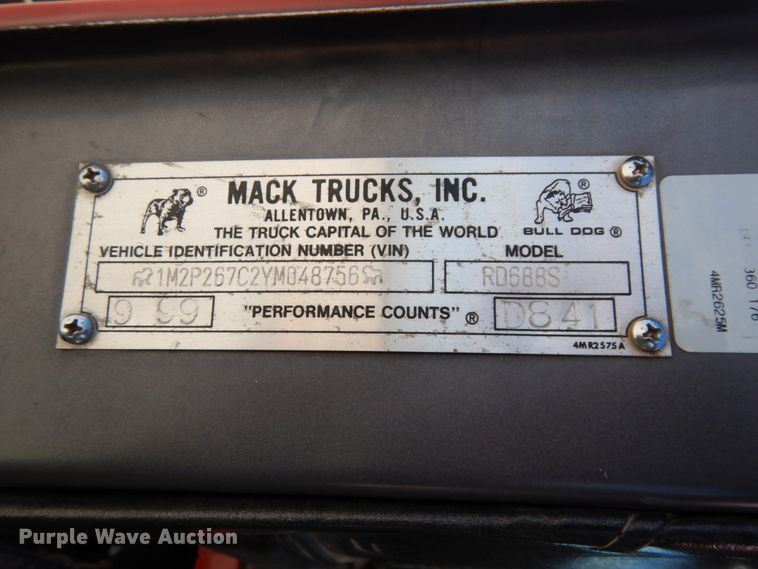 MACK TRUCKS, INC.
ALLENTOWN, PA., U.S.A.
THE TRUCK CAPITAL OF THE WORLD
BULL DOG ®
VEHICLE IDENTIFICATION NUMBER (VIN) MODEL
1M2P267C2YM048756 RD688S
9 99 "PERFORMANCE COUNTS" ® D841
4MR2575A
360 176
4MR2625M
Purple Wave Auction